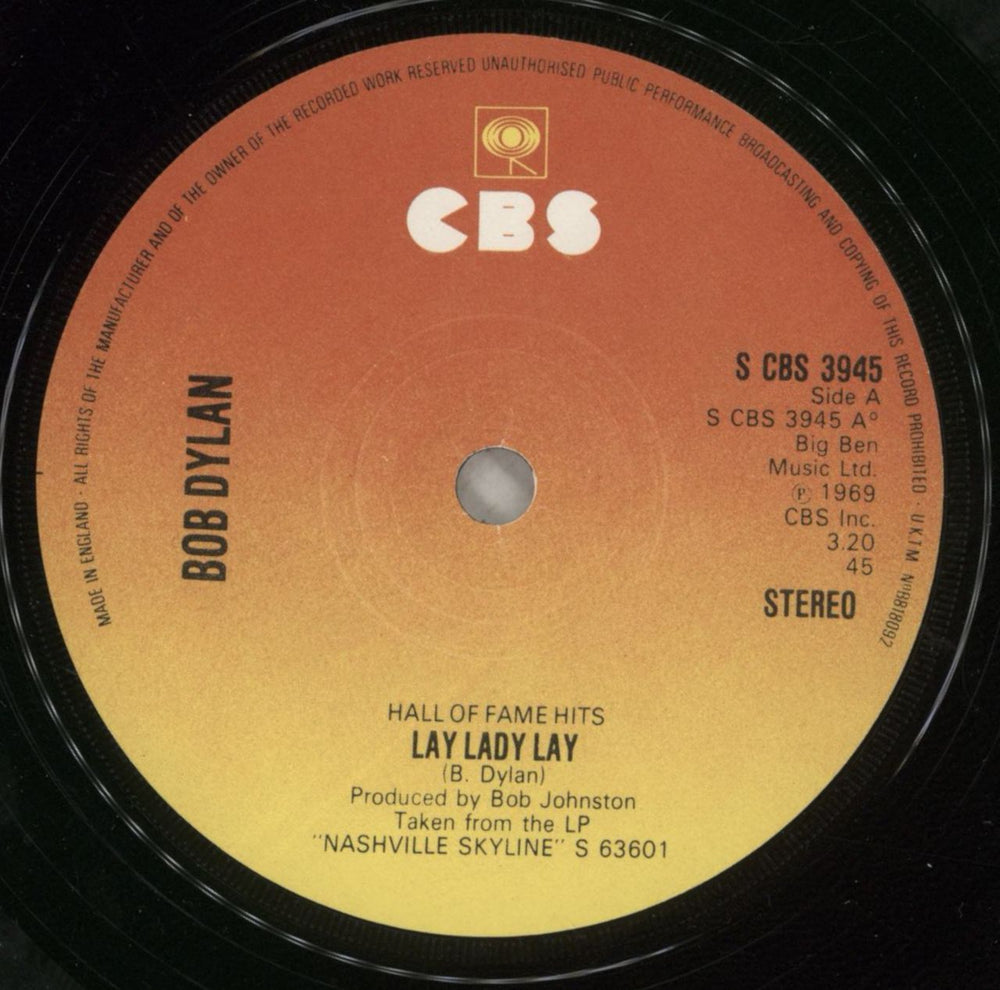 MADE IN ENGLAND · ALL RIGHTS OF THE MANUFACTURER AND OF THE OWNER OF THE RECORDED WORK RESERVED UNAUTHORISED PUBLIC PERFORMANCE BROADCASTING AND COPYING OF THIS RECORD PROHIBITED · UKTM Nº8818092
CBS
BOB DYLAN
S CBS 3945
Side A
S CBS 3945 A°
Big Ben
Music Ltd.
℗ 1969
CBS Inc.
3.20
45
STEREO
HALL OF FAME HITS
LAY LADY LAY
(B. Dylan)
Produced by Bob Johnston
Taken from the LP
"NASHVILLE SKYLINE" S 63601